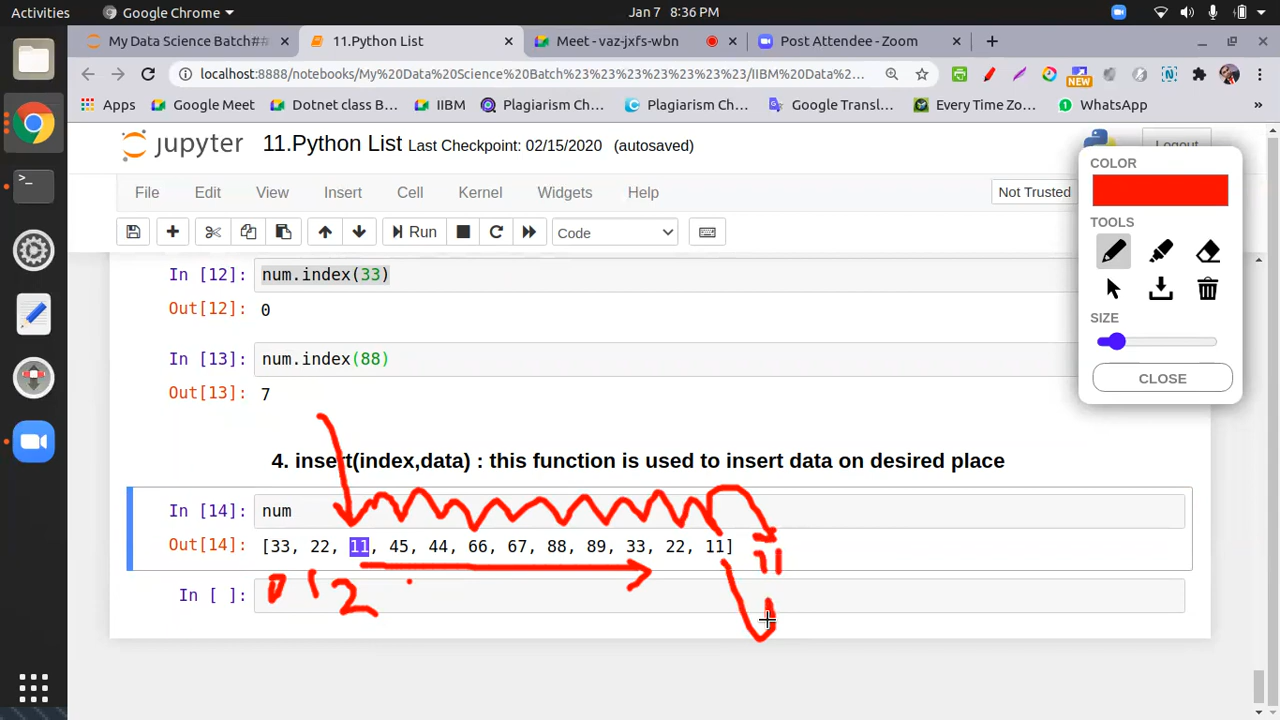 Activities Google Chrome Jan 7 8:36 PM
My Data Science Batch## 11.Python List Meet - vaz-jxfs-wbn Post Attendee - Zoom
localhost:8888/notebooks/My%20Data%20Science%20Batch%23%23%23%23%23%23/IIBM%20Data%2...
NEW
Apps Google Meet Dotnet class B... IIBM Plagiarism Ch... Plagiarism Ch... Google Transl... Every Time Zo... WhatsApp
jupyter 11.Python List Last Checkpoint: 02/15/2020 (autosaved) Logout
File Edit View Insert Cell Kernel Widgets Help Not Trusted
Run Code
COLOR
TOOLS
SIZE
CLOSE
In [12]: num.index(33)
Out[12]: 0
In [13]: num.index(88)
Out[13]: 7
4. insert(index,data) : this function is used to insert data on desired place
In [14]: num
Out[14]: [33, 22, 11, 45, 44, 66, 67, 88, 89, 33, 22, 11]
11
In [ ]:
0 1 2